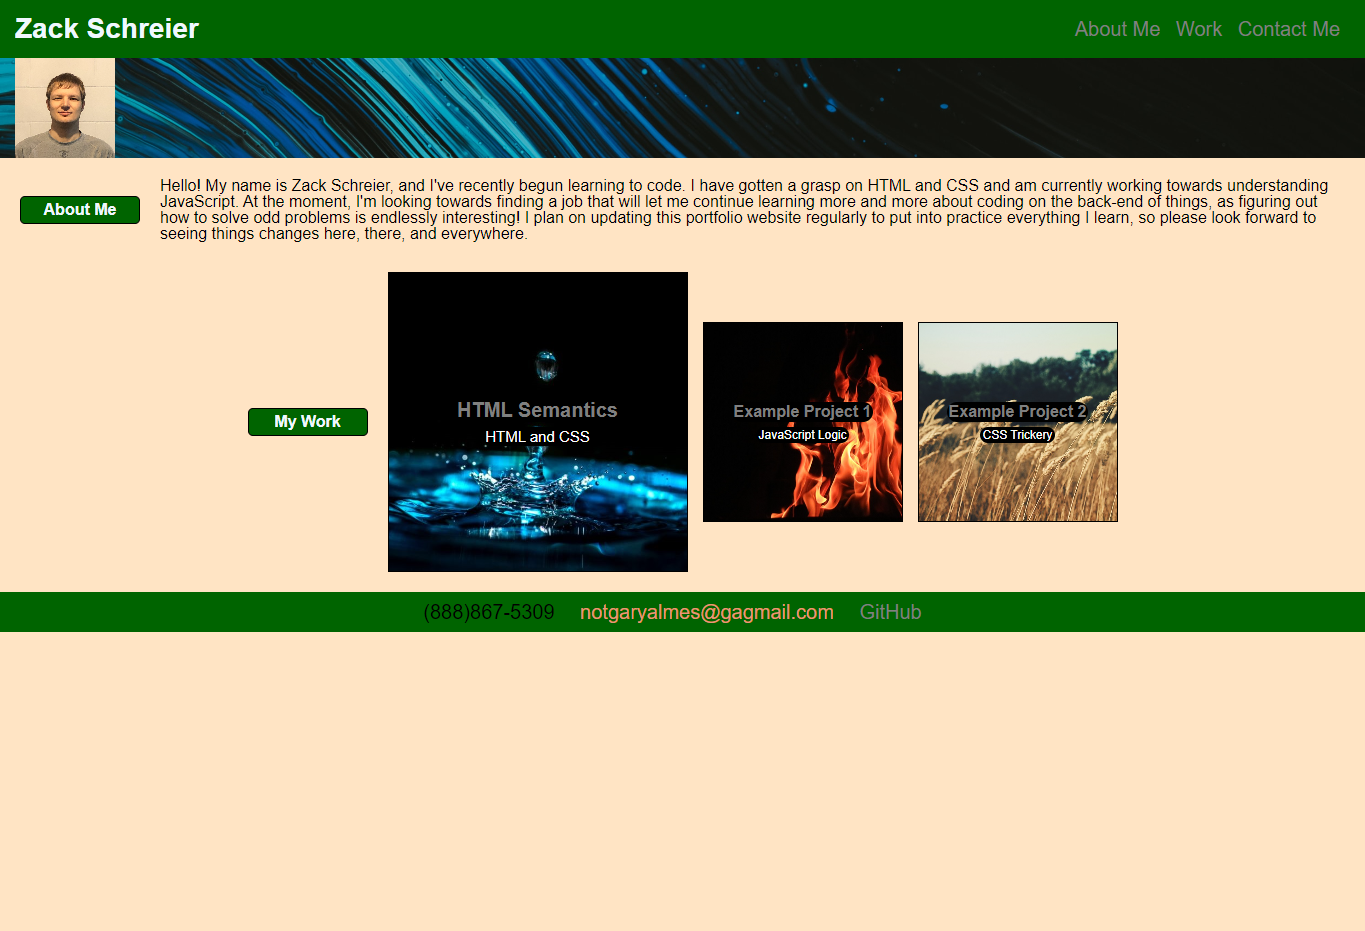 Zack Schreier
About Me Work Contact Me
About Me
Hello! My name is Zack Schreier, and I've recently begun learning to code. I have gotten a grasp on HTML and CSS and am currently working towards understanding
JavaScript. At the moment, I'm looking towards finding a job that will let me continue learning more and more about coding on the back-end of things, as figuring out
how to solve odd problems is endlessly interesting! I plan on updating this portfolio website regularly to put into practice everything I learn, so please look forward to
seeing things changes here, there, and everywhere.
My Work
HTML Semantics
HTML and CSS
Example Project 1
JavaScript Logic
Example Project 2
CSS Trickery
(888)867-5309 notgaryalmes@gagmail.com GitHub